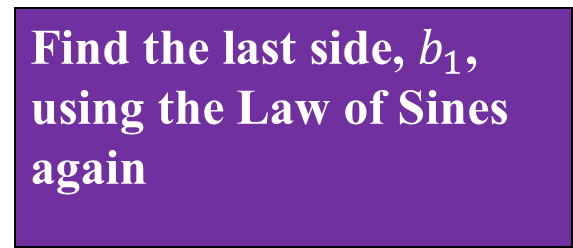 Find the last side, b₁,
using the Law of Sines
again